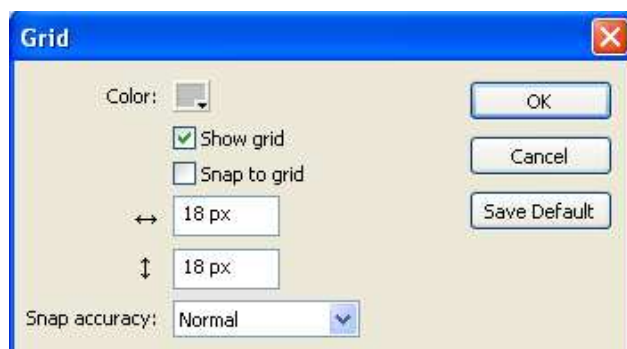 Grid
Color:
OK
Show grid
Snap to grid
Cancel
18 px
Save Default
18 px
Snap accuracy: Normal